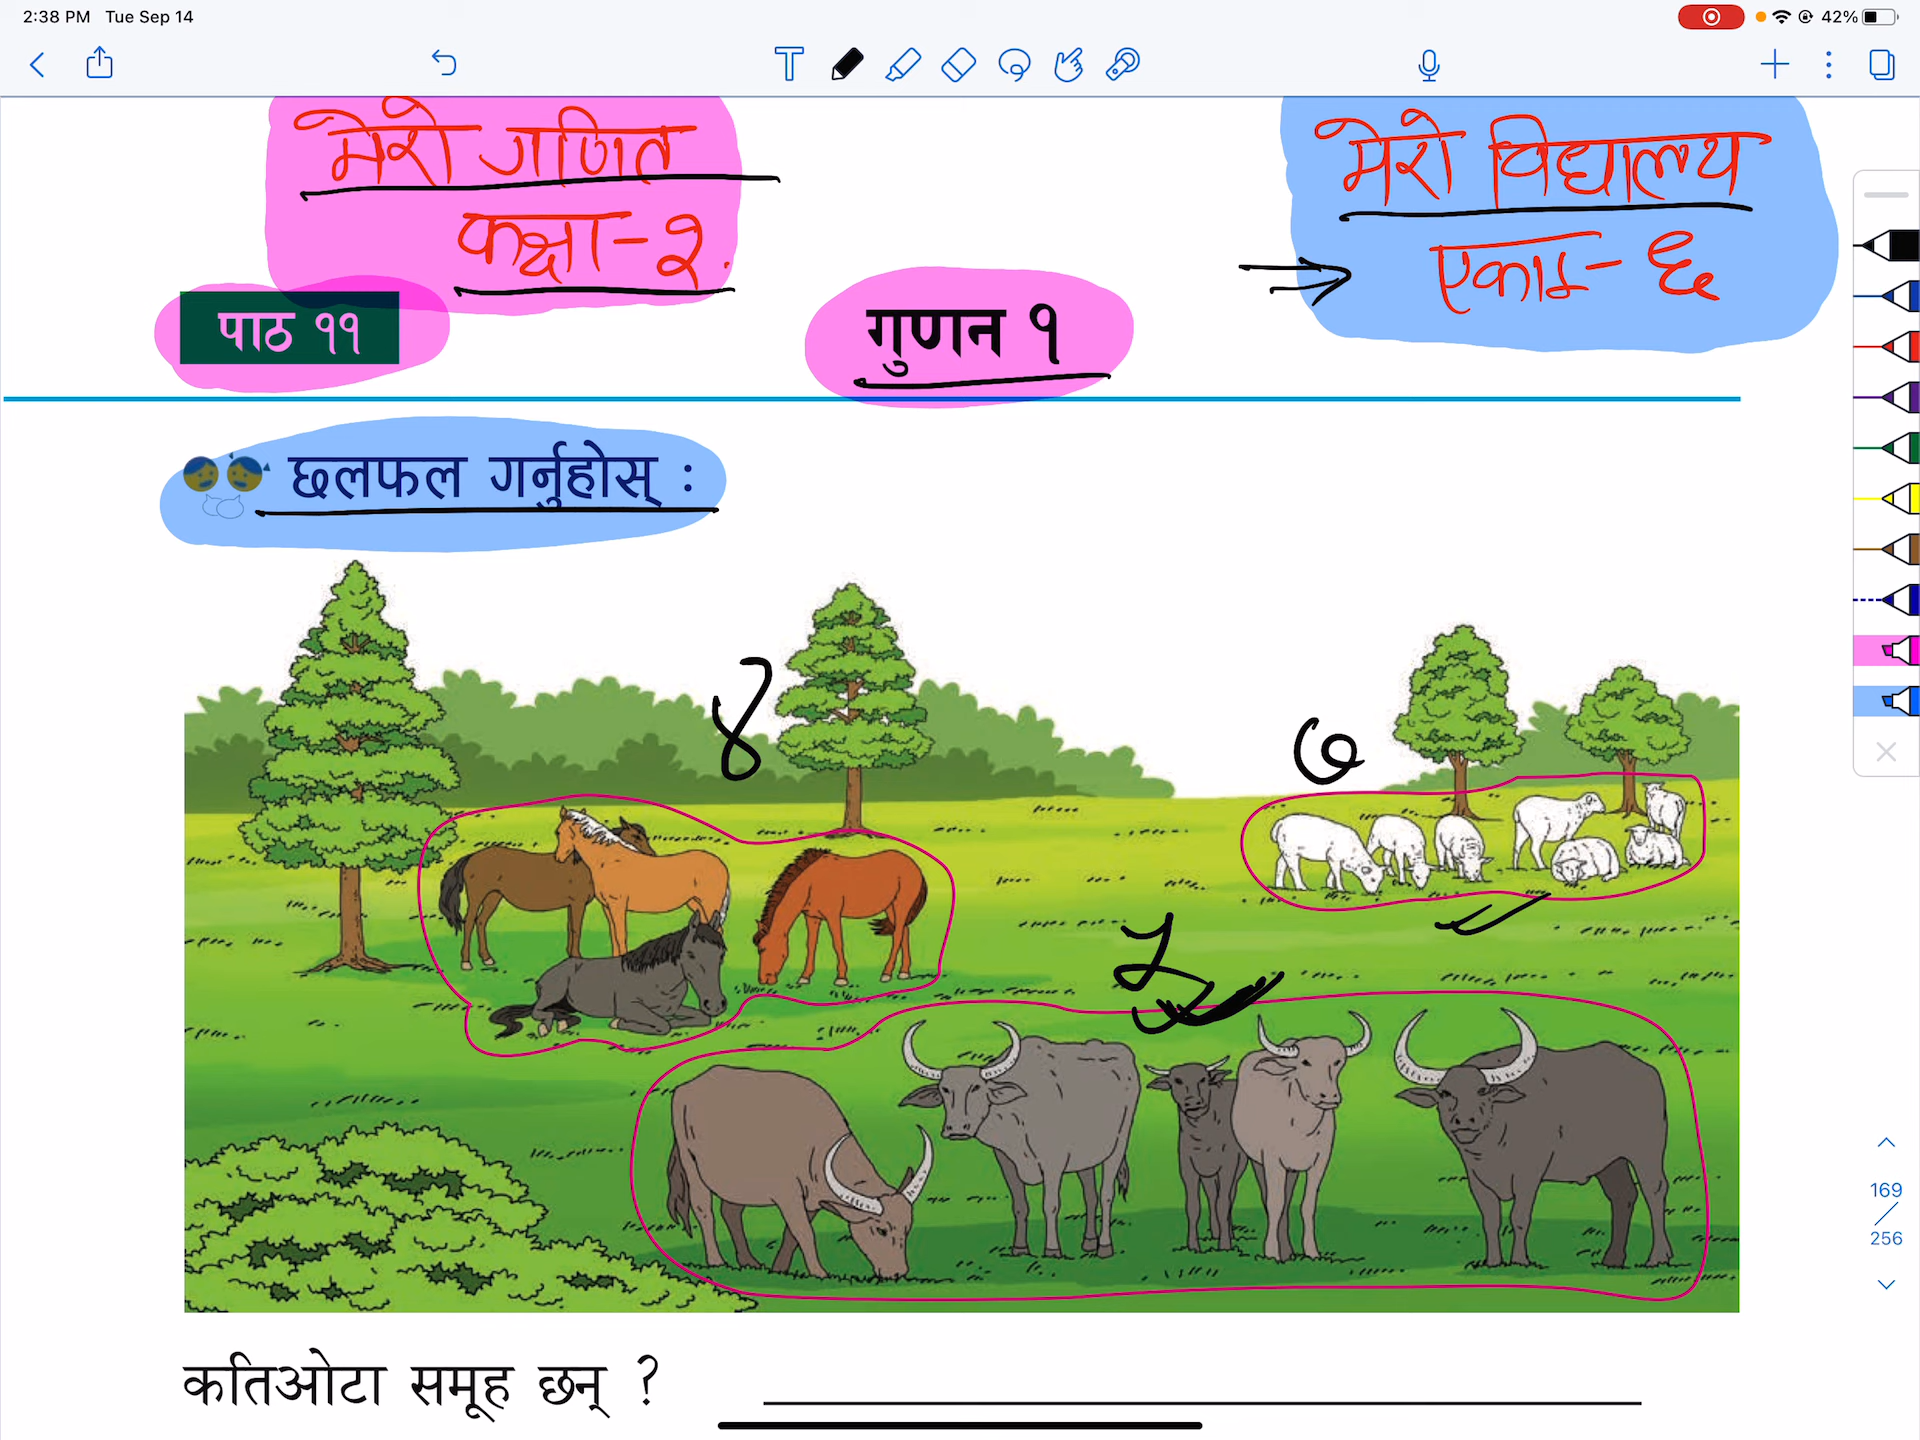 2:38 PM Tue Sep 14
42%
मेरो गणित
कक्षा-२.
मेरो विद्यालय
एकाइ- ६
पाठ ११
गुणन १
छलफल गर्नुहोस् :
४
७
५
169
256
कतिओटा समूह छन् ?